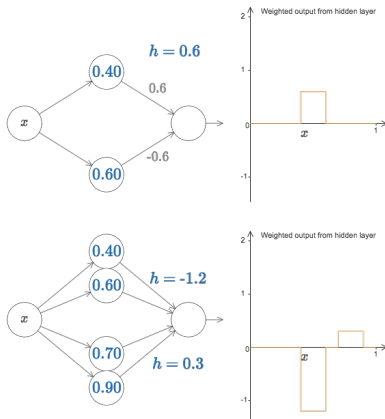 Weighted output from hidden layer
2
h = 0.6
0.40
0.6
1
x
0
x
1
-0.6
0.60
-1
Weighted output from hidden layer
2
0.40
h = -1.2
0.60
1
x
0
x
1
0.70
h = 0.3
0.90
-1